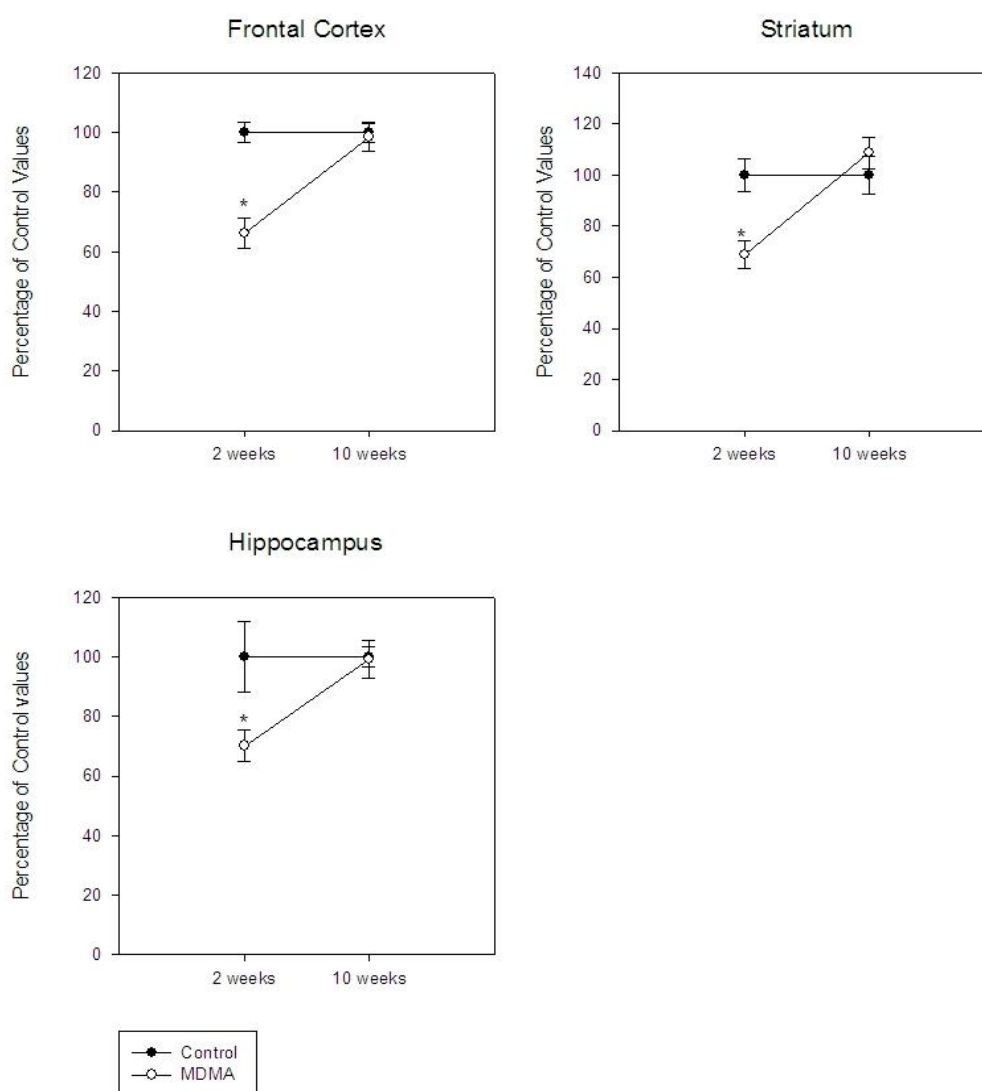 Frontal Cortex
Percentage of Control Values
120
100
80
60
40
20
0
*
2 weeks
10 weeks
Striatum
Percentage of Control Values
140
120
100
80
60
40
20
0
*
2 weeks
10 weeks
Hippocampus
Percentage of Control values
120
100
80
60
40
20
0
*
2 weeks
10 weeks
Control
MDMA